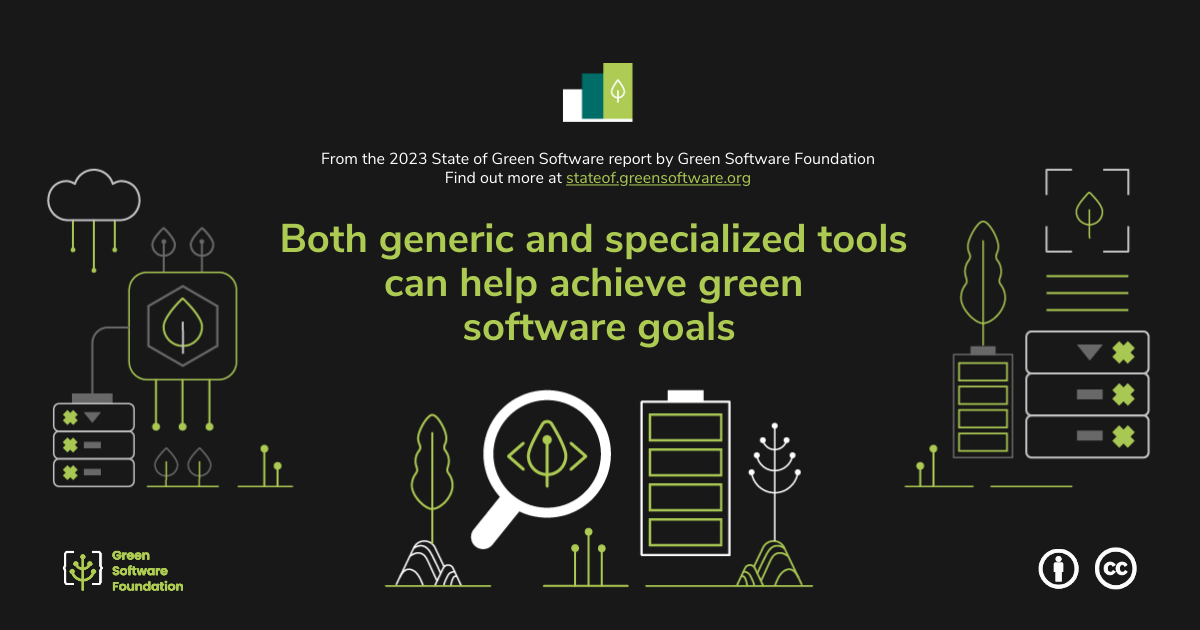 From the 2023 State of Green Software report by Green Software Foundation
Find out more at stateof.greensoftware.org
Both generic and specialized tools
can help achieve green
software goals
Green
Software
Foundation
cc